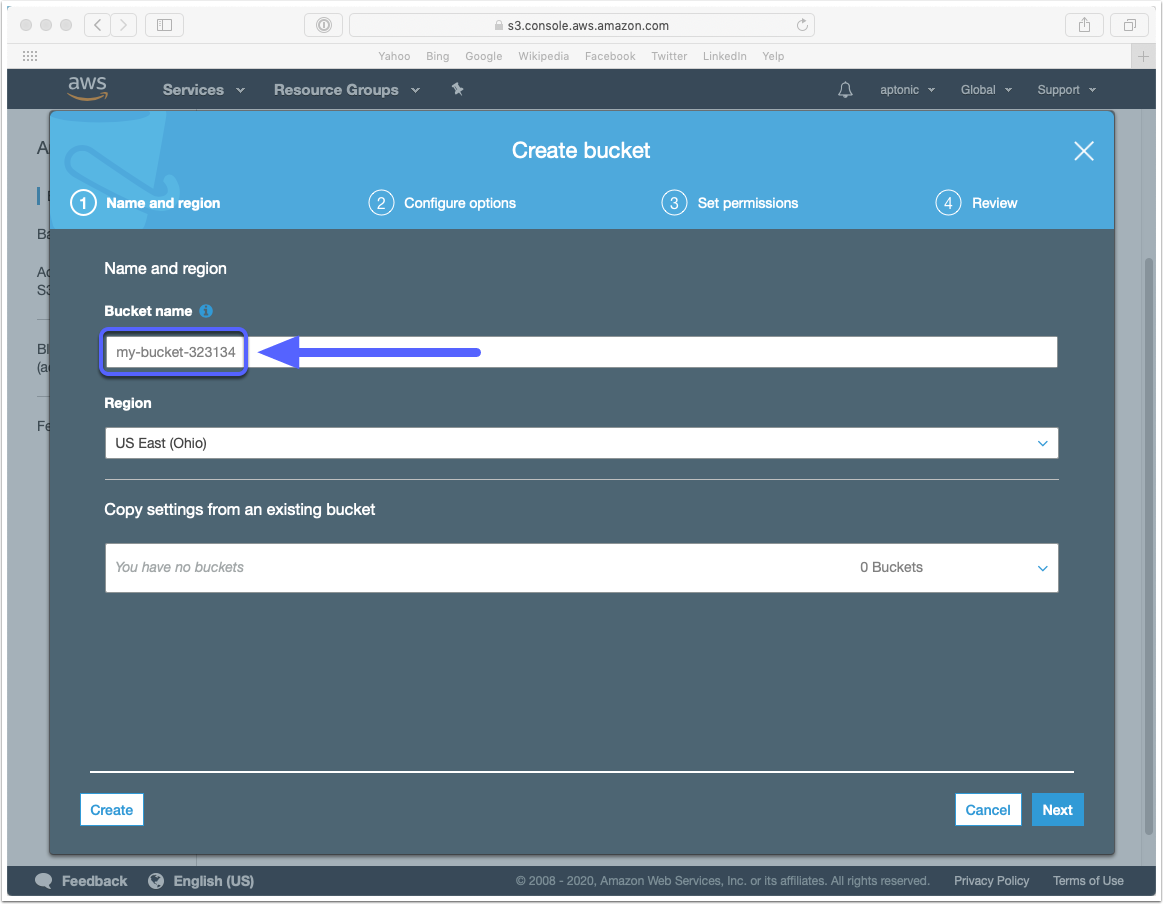 s3.console.aws.amazon.com
Yahoo Bing Google Wikipedia Facebook Twitter LinkedIn Yelp
aws Services Resource Groups aptonic Global Support
Create bucket
1 Name and region 2 Configure options 3 Set permissions 4 Review
Name and region
Bucket name
my-bucket-323134
Region
US East (Ohio)
Copy settings from an existing bucket
You have no buckets 0 Buckets
Create Cancel Next
Feedback English (US) © 2008 - 2020, Amazon Web Services, Inc. or its affiliates. All rights reserved. Privacy Policy Terms of Use